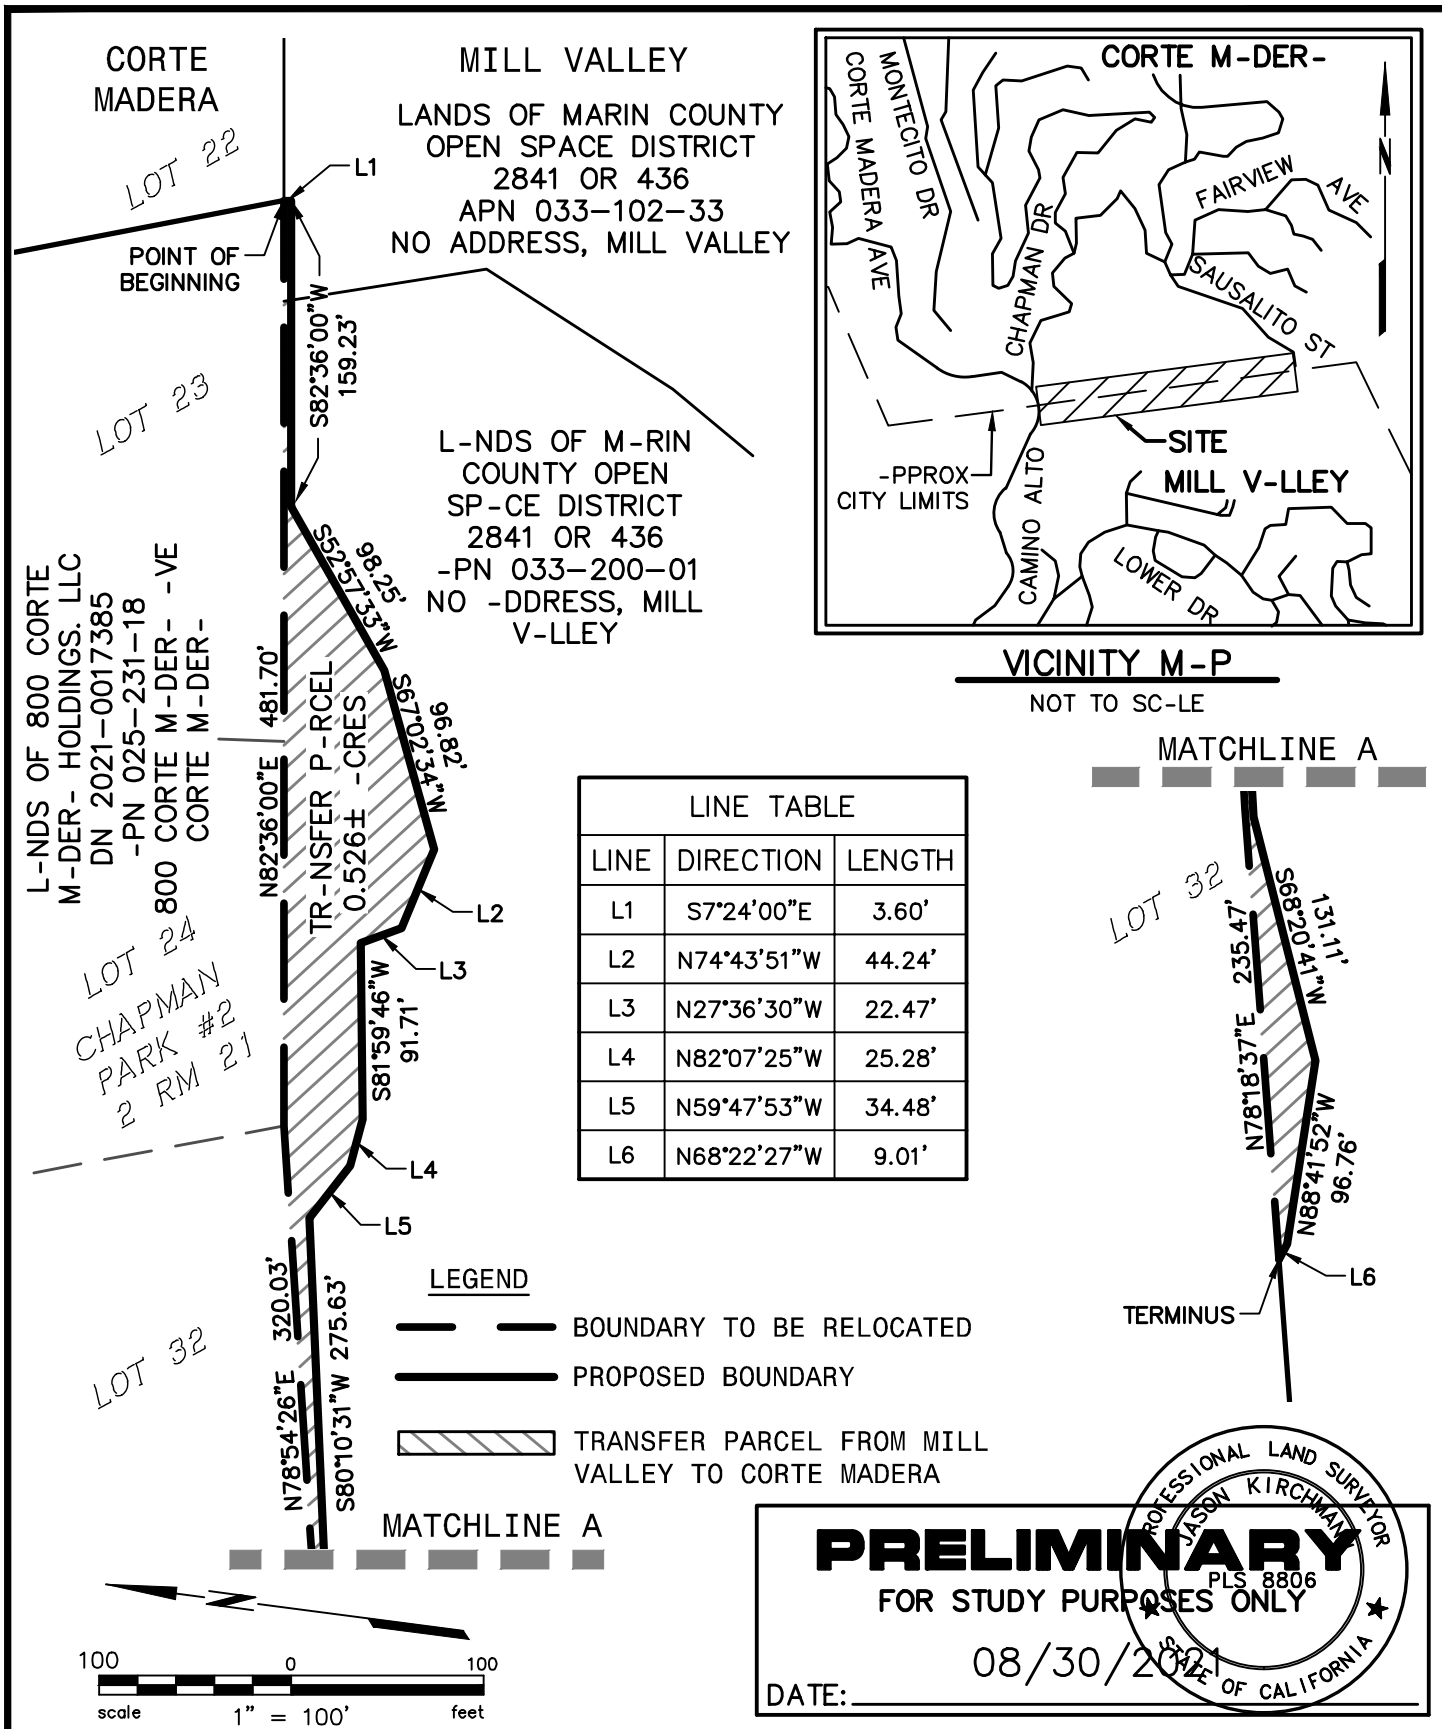 CORTE
MADERA
MILL VALLEY
LANDS OF MARIN COUNTY
OPEN SPACE DISTRICT
2841 OR 436
APN 033-102-33
NO ADDRESS, MILL VALLEY
LOT 22
L1
POINT OF
BEGINNING
S82°36'00"W
159.23'
LOT 23
L-NDS OF M-RIN
COUNTY OPEN
SP-CE DISTRICT
2841 OR 436
-PN 033-200-01
NO -DDRESS, MILL
V-LLEY
S52°57'33"W
98.25'
S67°02'34"W
96.82'
L-NDS OF 800 CORTE
M-DER- HOLDINGS. LLC
DN 2021-0017385
-PN 025-231-18
800 CORTE M-DER- -VE
CORTE M-DER-
N82°36'00"E 481.70'
TR-NSFER P-RCEL
0.526± -CRES
L2
L3
LOT 24
CHAPMAN
PARK #2
2 RM 21
S81°59'46"W
91.71'
L4
L5
LOT 32
N78°54'26"E 320.03'
S80°10'31"W 275.63'
MATCHLINE A
LEGEND
BOUNDARY TO BE RELOCATED
PROPOSED BOUNDARY
TRANSFER PARCEL FROM MILL
VALLEY TO CORTE MADERA
N
100 0 100
scale 1" = 100' feet
CORTE M-DER-
MONTECITO DR
CORTE MADERA AVE
CHAPMAN DR
FAIRVIEW AVE
SAUSALITO ST
N
SITE
-PPROX
CITY LIMITS
MILL V-LLEY
CAMINO ALTO
LOWER DR
VICINITY M-P
NOT TO SC-LE
LINE TABLE
LINE DIRECTION LENGTH
L1 S7°24'00"E 3.60'
L2 N74°43'51"W 44.24'
L3 N27°36'30"W 22.47'
L4 N82°07'25"W 25.28'
L5 N59°47'53"W 34.48'
L6 N68°22'27"W 9.01'
MATCHLINE A
LOT 32
S68°20'41"W
131.11'
N78°18'37"E 235.47'
N88°41'52"W
96.76'
L6
TERMINUS
PRELIMINARY
FOR STUDY PURPOSES ONLY
08/30/2021
DATE:
PROFESSIONAL LAND SURVEYOR
JASON KIRCHMANN
PLS 8806
STATE OF CALIFORNIA